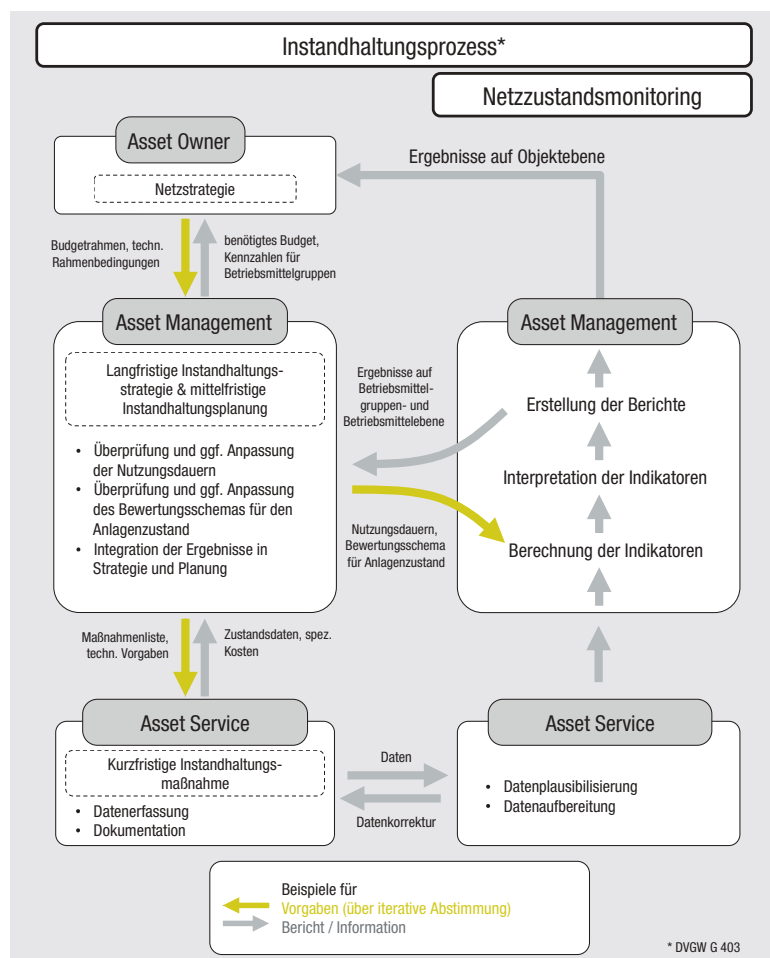 Instandhaltungsprozess*
Netzzustandsmonitoring
Asset Owner
Netzstrategie
Ergebnisse auf Objektebene
Budgetrahmen, techn.
Rahmenbedingungen
benötigtes Budget,
Kennzahlen für
Betriebsmittelgruppen
Asset Management
Langfristige Instandhaltungs-
strategie & mittelfristige
Instandhaltungsplanung
• Überprüfung und ggf. Anpassung
der Nutzungsdauern
• Überprüfung und ggf. Anpassung
des Bewertungsschemas für den
Anlagenzustand
• Integration der Ergebnisse in
Strategie und Planung
Ergebnisse auf
Betriebsmittel-
gruppen- und
Betriebsmittelebene
Nutzungsdauern,
Bewertungsschema
für Anlagenzustand
Asset Management
Erstellung der Berichte
Interpretation der Indikatoren
Berechnung der Indikatoren
Maßnahmenliste,
techn. Vorgaben
Zustandsdaten, spez.
Kosten
Asset Service
Kurzfristige Instandhaltungs-
maßnahme
• Datenerfassung
• Dokumentation
Daten
Datenkorrektur
Asset Service
• Datenplausibilisierung
• Datenaufbereitung
Beispiele für
Vorgaben (über iterative Abstimmung)
Bericht / Information
* DVGW G 403